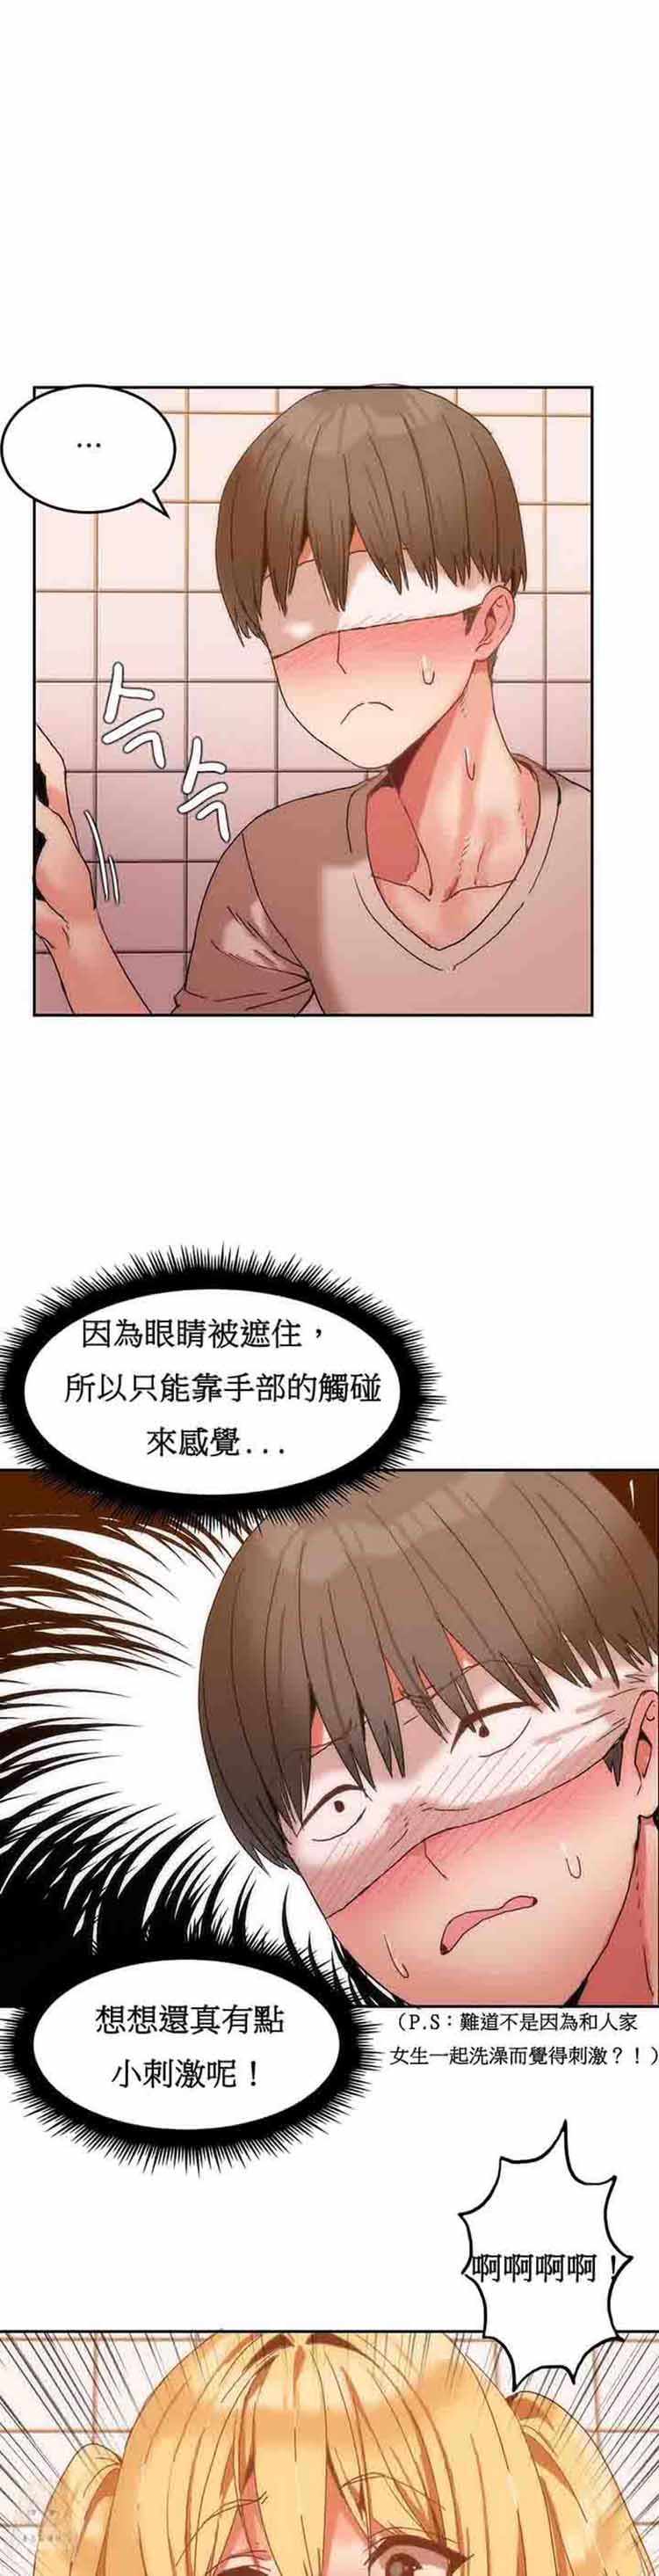 ...
스윽
스윽
因為眼睛被遮住，
所以只能靠手部的觸碰
來感覺...
想想還真有點
小刺激呢！
（P.S：難道不是因為和人家
女生一起洗澡而覺得刺激？！）
啊啊啊啊！